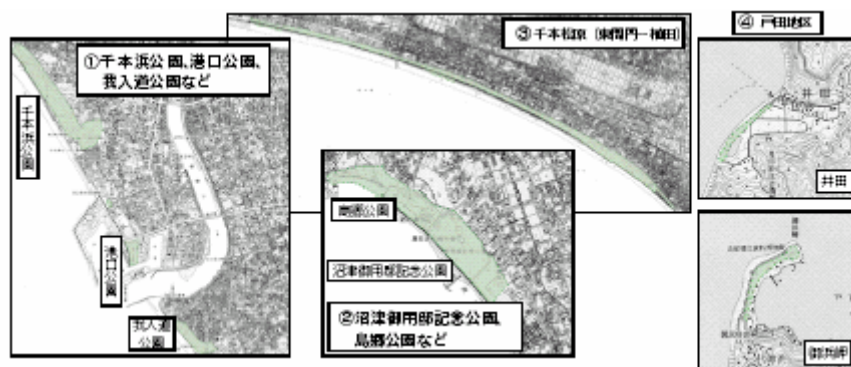 ①千本浜公園、港口公園、
我入道公園など
千本浜公園
港口公園
我入道
公園
③千本松原（東間門ー植田）
島郷公園
沼津御用邸記念公園
②沼津御用邸記念公園、
島郷公園など
④ 戸田地区
井田
井田
御浜岬